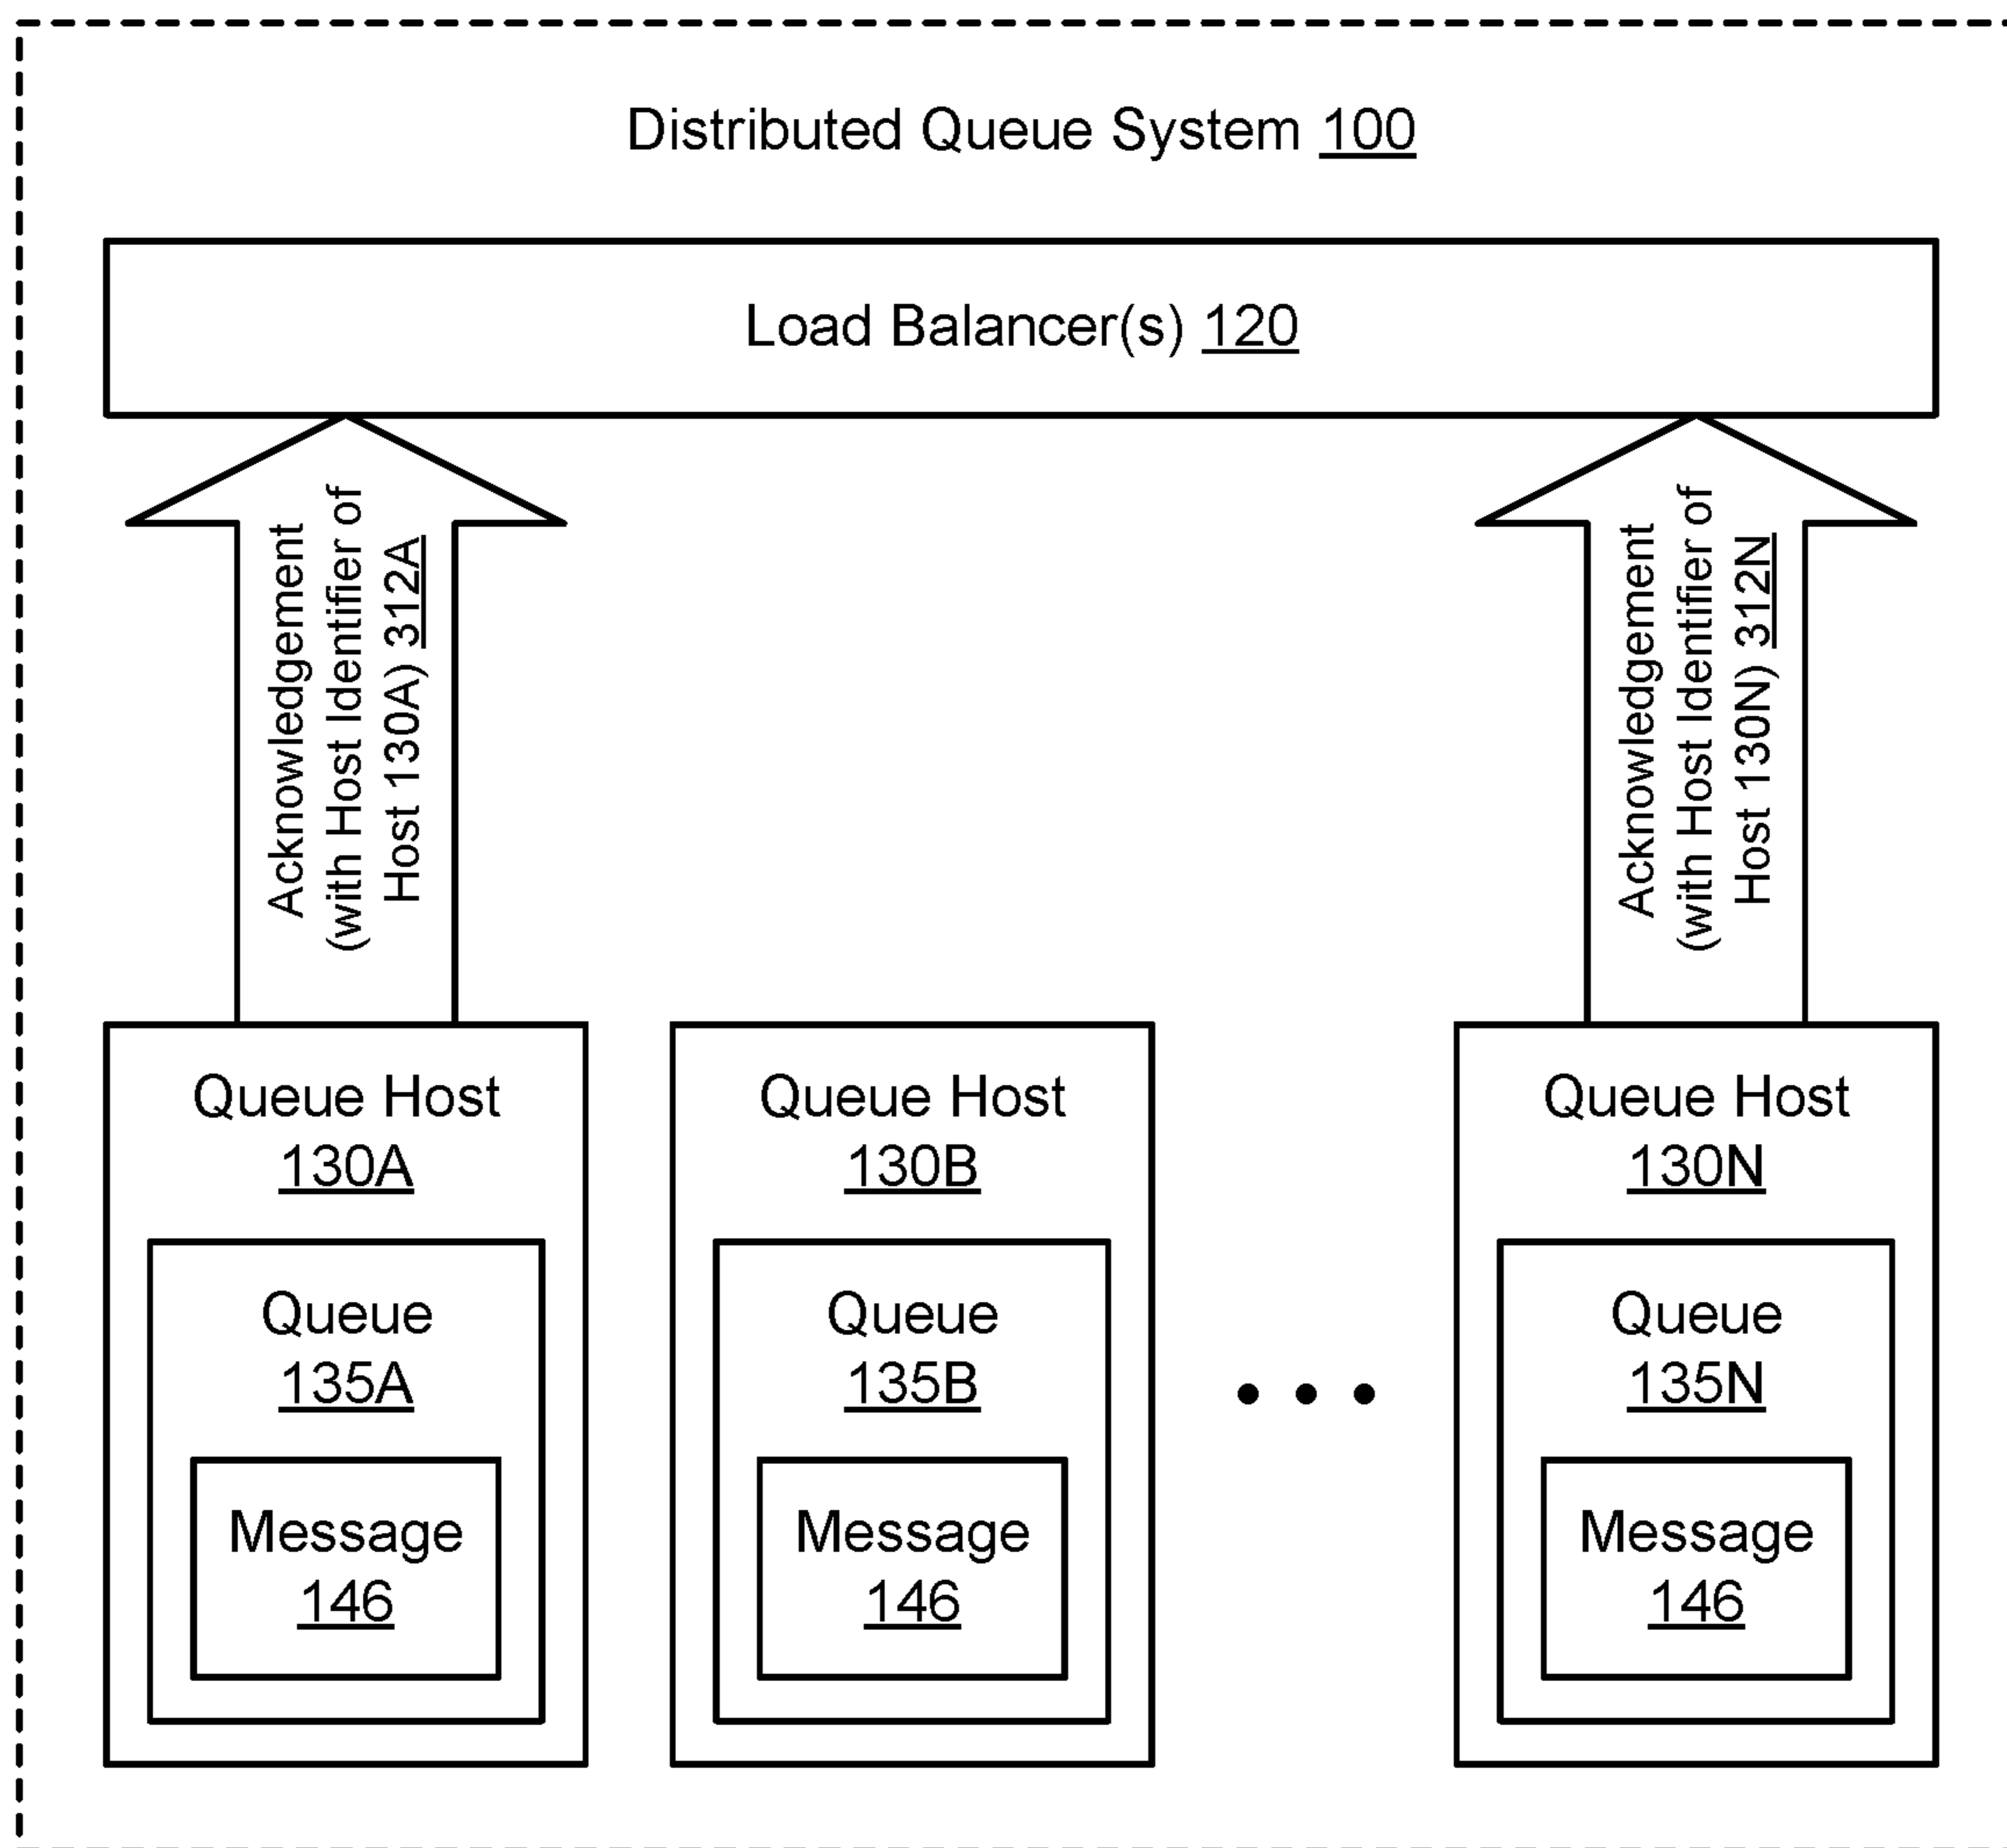 Distributed Queue System 100
Load Balancer(s) 120
Acknowledgement
(with Host Identifier of
Host 130A) 312A
Acknowledgement
(with Host Identifier of
Host 130N) 312N
Queue Host
130A
Queue
135A
Message
146
Queue Host
130B
Queue
135B
Message
146
Queue Host
130N
Queue
135N
Message
146